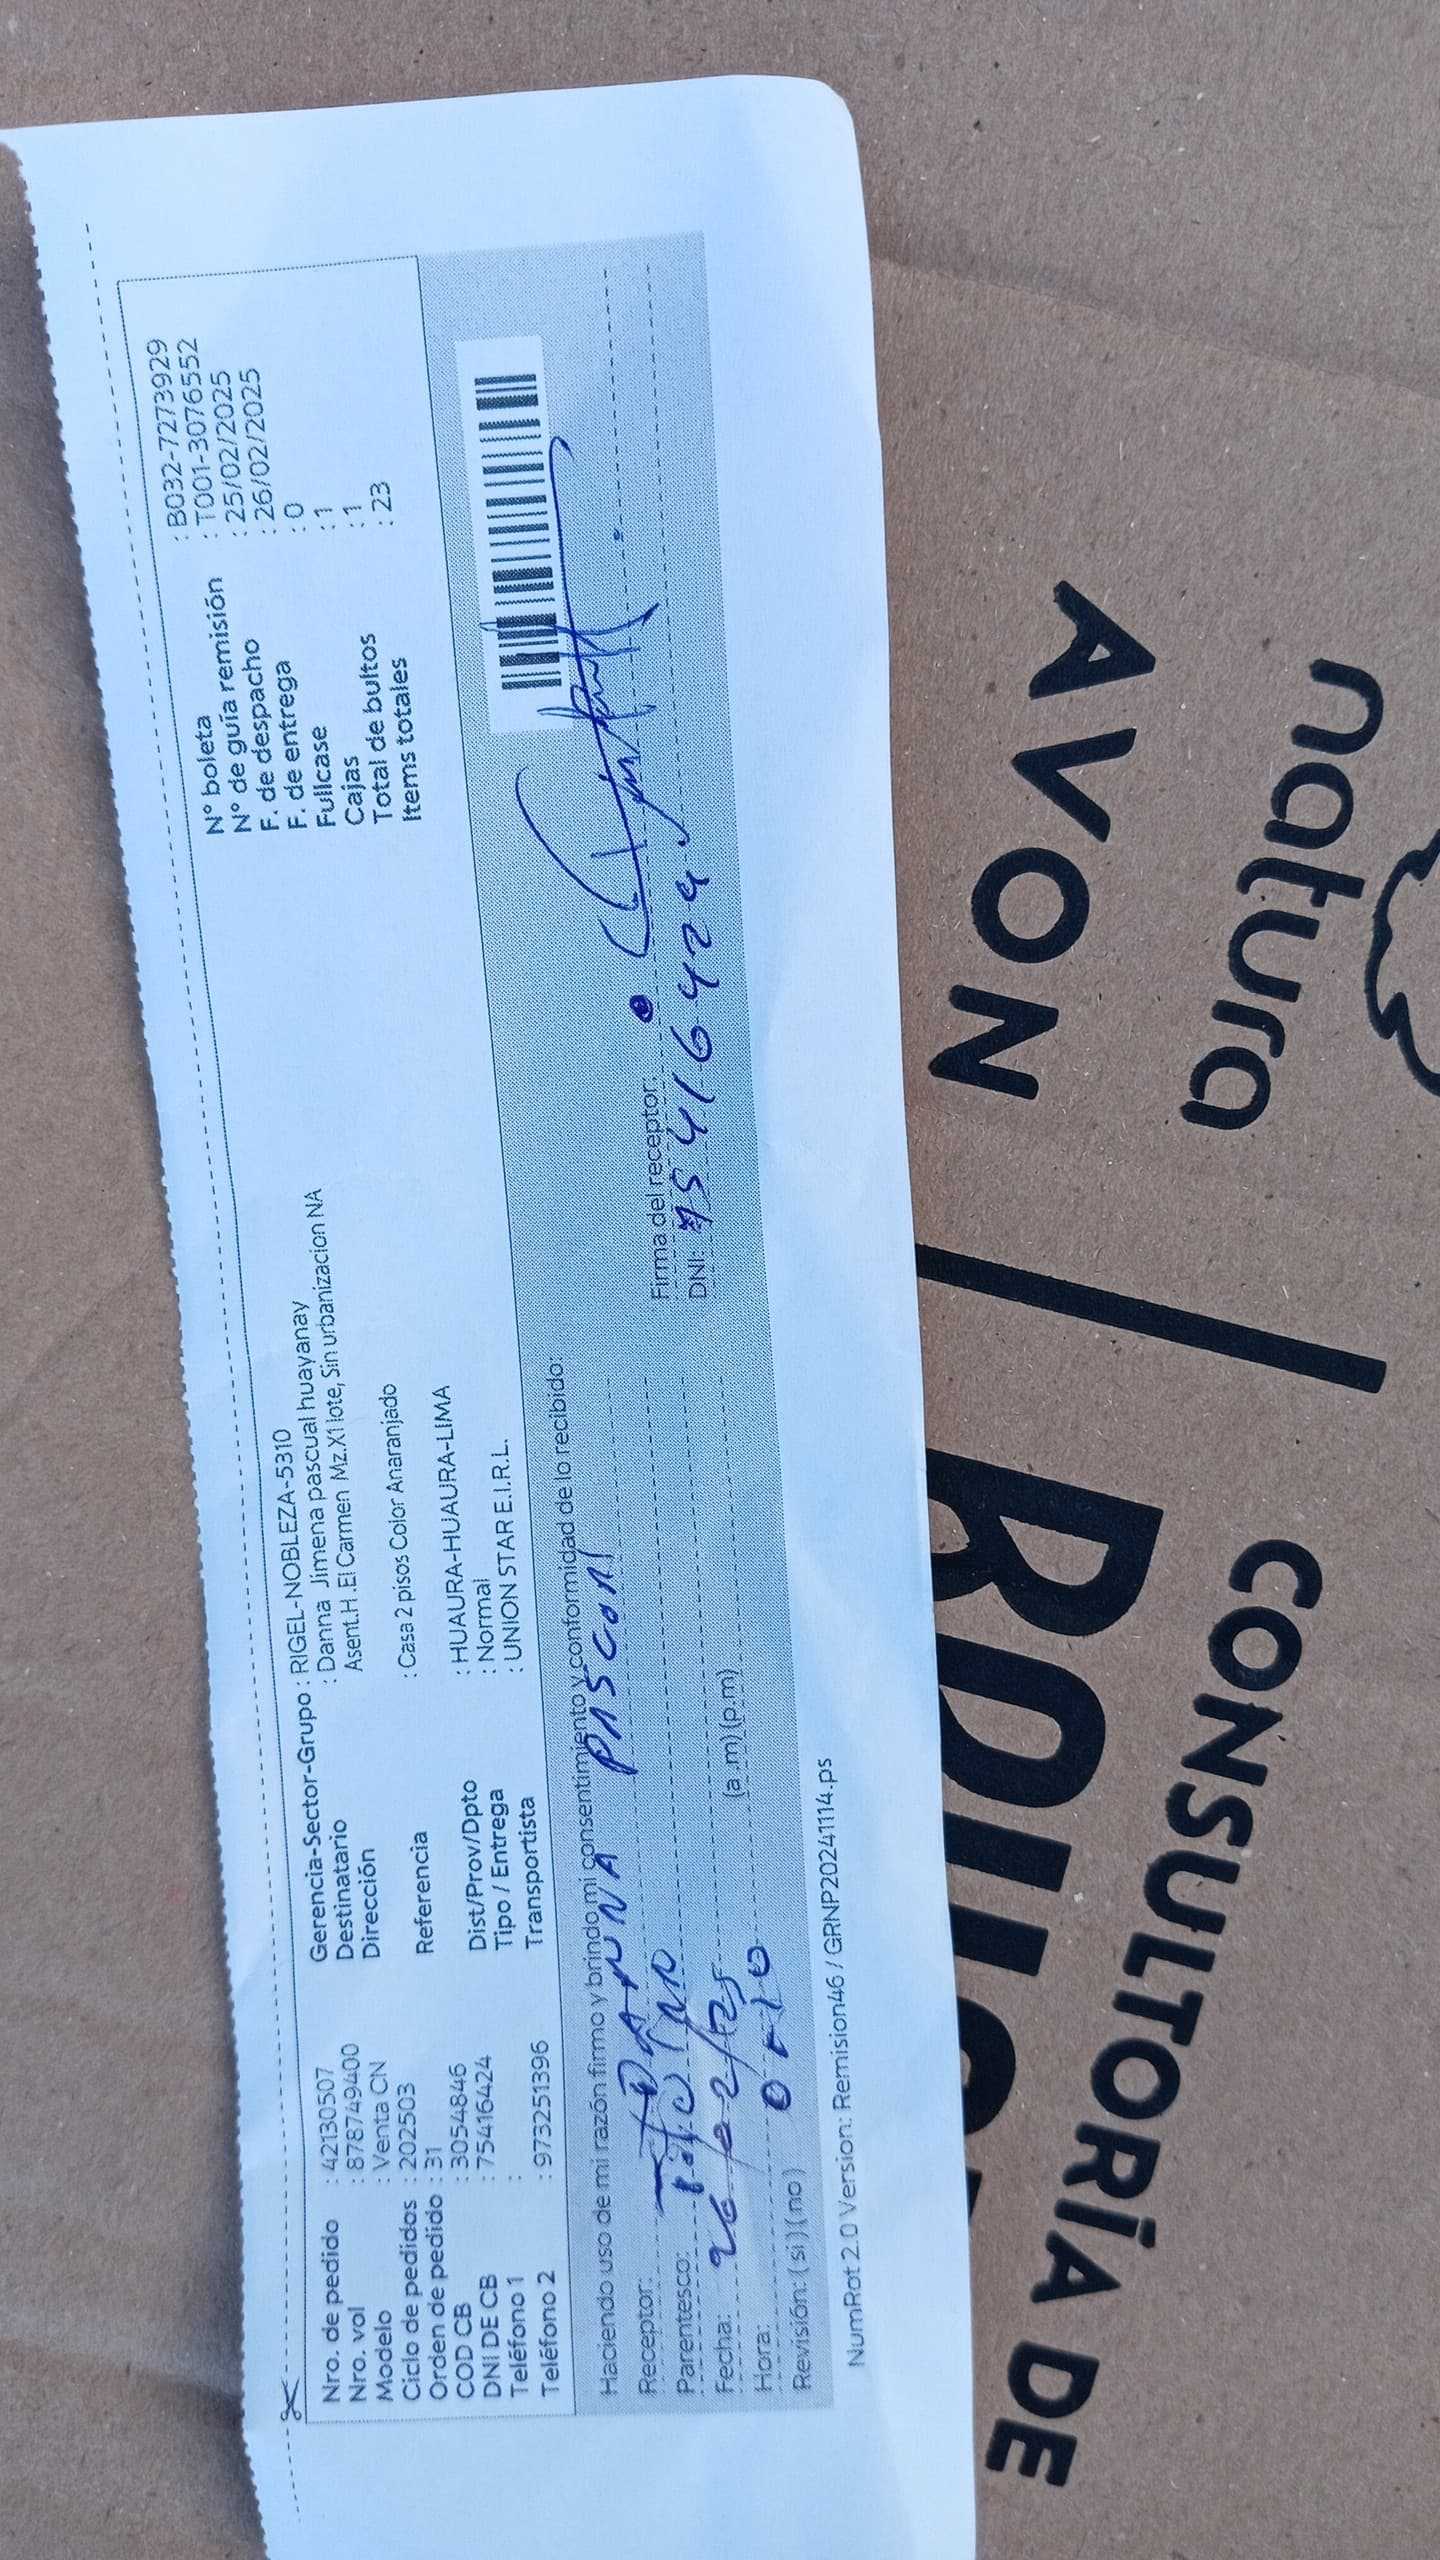 Nro. de pedido : 42130507
Nro. vol : 878749400
Modelo : Venta CN
Ciclo de pedidos : 202503
Orden de pedido : 31
COD CB : 3054846
DNI DE CB : 75416424
Teléfono 1 :
Teléfono 2 : 973251396
Gerencia-Sector-Grupo : RIGEL-NOBLEZA-5310
Destinatario : Danna Jimena pascual huayanay
Dirección Asent.H .El Carmen Mz.X1 lote, Sin urbanizacion NA
Referencia : Casa 2 pisos Color Anaranjado
Dist/Prov/Dpto : HUAURA-HUAURA-LIMA
Tipo / Entrega : Normal
Transportista : UNION STAR E.I.R.L.
N° boleta : B032-7273929
N° de guía remisión : T001-3076552
F. de despacho : 25/02/2025
F. de entrega : 26/02/2025
Fullcase : 0
Cajas : 1
Total de bultos : 1
Items totales : 23
Haciendo uso de mi razón firmo y brindo mi consentimiento y conformidad de lo recibido:
Receptor: DANNA
Firma del receptor:
Parentesco:
DNI: 75416424
Fecha: 26/02/25
Hora: (a .m) (p.m)
Revisión: ( si ) ( no )
NumRot 2.0 Version: Remision46 / GRNP20241114.ps
natura
AVON
CONSULTORÍA DE